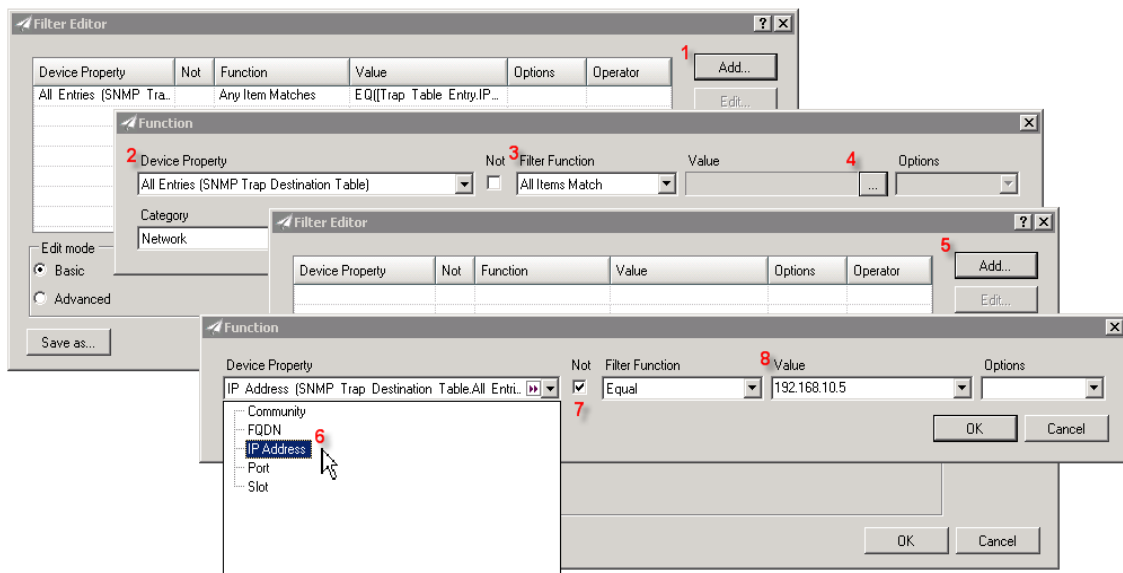 Filter Editor
1 Add...
Device Property Not Function Value Options Operator
All Entries (SNMP Tra.. Any Item Matches EQ([Trap Table Entry.IP...
Edit...
Function
2 Device Property Not 3 Filter Function Value 4 Options
All Entries (SNMP Trap Destination Table) All Items Match ...
Category
Network
Edit mode
Basic
Advanced
Save as...
Filter Editor
5 Add...
Device Property Not Function Value Options Operator
Edit...
Function
Device Property Not Filter Function 8 Value Options
IP Address (SNMP Trap Destination Table.All Entri.. Equal 192.168.10.5
7
Community
FQDN
IP Address 6
Port
Slot
OK Cancel
OK Cancel